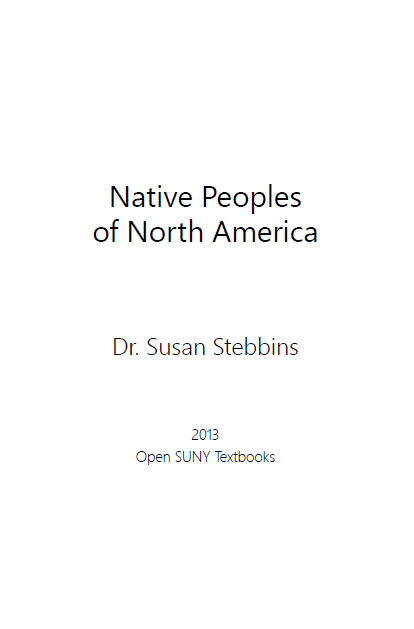 Native Peoples
of North America
Dr. Susan Stebbins
2013
Open SUNY Textbooks